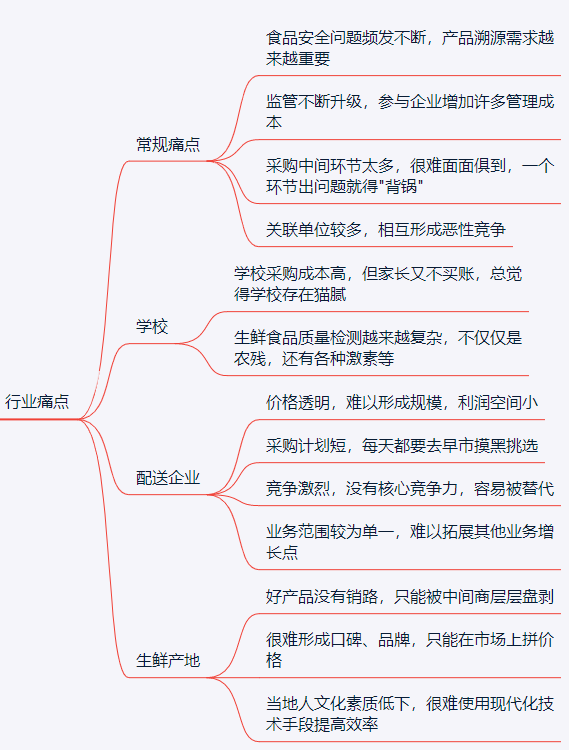 行业痛点
常规痛点
食品安全问题频发不断，产品溯源需求越
来越重要
监管不断升级，参与企业增加许多管理成
本
采购中间环节太多，很难面面俱到，一个
环节出问题就得"背锅"
关联单位较多，相互形成恶性竞争
学校
学校采购成本高，但家长又不买账，总觉
得学校存在猫腻
生鲜食品质量检测越来越复杂，不仅仅是
农残，还有各种激素等
配送企业
价格透明，难以形成规模，利润空间小
采购计划短，每天都要去早市摸黑挑选
竞争激烈，没有核心竞争力，容易被替代
业务范围较为单一，难以拓展其他业务增
长点
生鲜产地
好产品没有销路，只能被中间商层层盘剥
很难形成口碑、品牌，只能在市场上拼价
格
当地人文化素质低下，很难使用现代化技
术手段提高效率